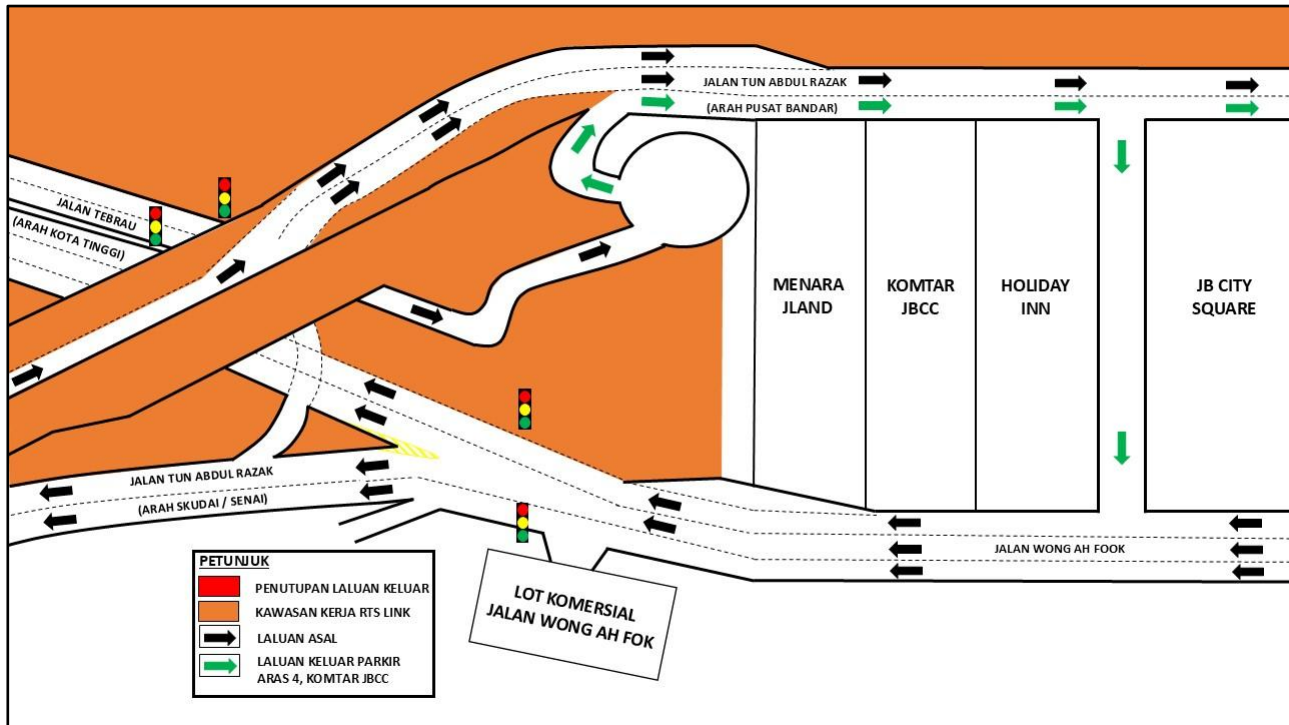 JALAN TUN ABDUL RAZAK
(ARAH PUSAT BANDAR)
JALAN TEBRAU
(ARAH KOTA TINGGI)
MENARA
JLAND
KOMTAR
JBCC
HOLIDAY
INN
JB CITY
SQUARE
JALAN TUN ABDUL RAZAK
(ARAH SKUDAI / SENAI)
JALAN WONG AH FOOK
LOT KOMERSIAL
JALAN WONG AH FOK
PETUNJUK
PENUTUPAN LALUAN KELUAR
KAWASAN KERJA RTS LINK
LALUAN ASAL
LALUAN KELUAR PARKIR
ARAS 4, KOMTAR JBCC